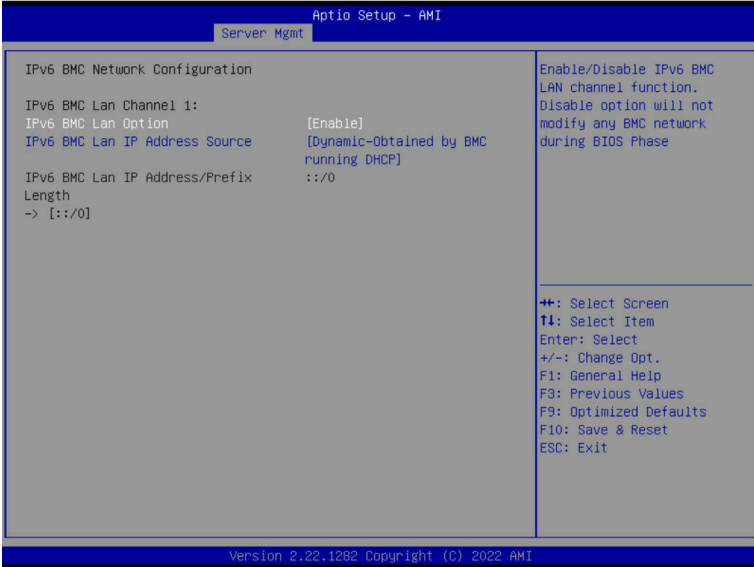 Aptio Setup – AMI
Server Mgmt
IPv6 BMC Network Configuration
IPv6 BMC Lan Channel 1:
IPv6 BMC Lan Option [Enable]
IPv6 BMC Lan IP Address Source [Dynamic-Obtained by BMC
running DHCP]
IPv6 BMC Lan IP Address/Prefix ::/0
Length
-> [::/0]
Enable/Disable IPv6 BMC
LAN channel function.
Disable option will not
modify any BMC network
during BIOS Phase
→←: Select Screen
↑↓: Select Item
Enter: Select
+/-: Change Opt.
F1: General Help
F3: Previous Values
F9: Optimized Defaults
F10: Save & Reset
ESC: Exit
Version 2.22.1282 Copyright (C) 2022 AMI